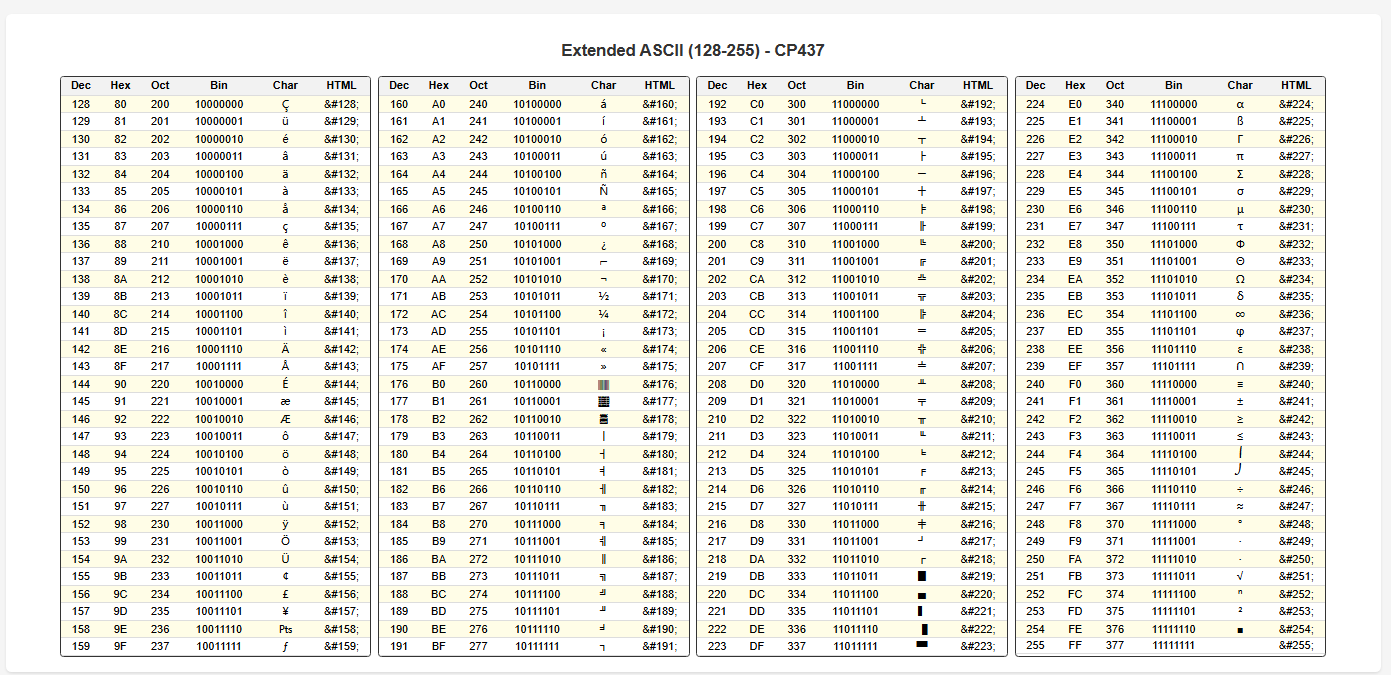 Extended ASCII (128-255) - CP437
Dec Hex Oct Bin Char HTML
128 80 200 10000000 Ç &#128;
129 81 201 10000001 ü &#129;
130 82 202 10000010 é &#130;
131 83 203 10000011 â &#131;
132 84 204 10000100 ä &#132;
133 85 205 10000101 à &#133;
134 86 206 10000110 å &#134;
135 87 207 10000111 ç &#135;
136 88 210 10001000 ê &#136;
137 89 211 10001001 ë &#137;
138 8A 212 10001010 è &#138;
139 8B 213 10001011 ï &#139;
140 8C 214 10001100 î &#140;
141 8D 215 10001101 ì &#141;
142 8E 216 10001110 Ä &#142;
143 8F 217 10001111 Å &#143;
144 90 220 10010000 É &#144;
145 91 221 10010001 æ &#145;
146 92 222 10010010 Æ &#146;
147 93 223 10010011 ô &#147;
148 94 224 10010100 ö &#148;
149 95 225 10010101 ò &#149;
150 96 226 10010110 û &#150;
151 97 227 10010111 ù &#151;
152 98 230 10011000 ÿ &#152;
153 99 231 10011001 Ö &#153;
154 9A 232 10011010 Ü &#154;
155 9B 233 10011011 ¢ &#155;
156 9C 234 10011100 £ &#156;
157 9D 235 10011101 ¥ &#157;
158 9E 236 10011110 ₧ &#158;
159 9F 237 10011111 ƒ &#159;
Dec Hex Oct Bin Char HTML
160 A0 240 10100000 á &#160;
161 A1 241 10100001 í &#161;
162 A2 242 10100010 ó &#162;
163 A3 243 10100011 ú &#163;
164 A4 244 10100100 ñ &#164;
165 A5 245 10100101 Ñ &#165;
166 A6 246 10100110 ª &#166;
167 A7 247 10100111 º &#167;
168 A8 250 10101000 ¿ &#168;
169 A9 251 10101001 ⌐ &#169;
170 AA 252 10101010 ¬ &#170;
171 AB 253 10101011 ½ &#171;
172 AC 254 10101100 ¼ &#172;
173 AD 255 10101101 ¡ &#173;
174 AE 256 10101110 « &#174;
175 AF 257 10101111 » &#175;
176 B0 260 10110000 ░ &#176;
177 B1 261 10110001 ▒ &#177;
178 B2 262 10110010 ▓ &#178;
179 B3 263 10110011 │ &#179;
180 B4 264 10110100 ┤ &#180;
181 B5 265 10110101 ╡ &#181;
182 B6 266 10110110 ╢ &#182;
183 B7 267 10110111 ╖ &#183;
184 B8 270 10111000 ╕ &#184;
185 B9 271 10111001 ╣ &#185;
186 BA 272 10111010 ║ &#186;
187 BB 273 10111011 ╗ &#187;
188 BC 274 10111100 ╝ &#188;
189 BD 275 10111101 ╜ &#189;
190 BE 276 10111110 ╛ &#190;
191 BF 277 10111111 ┐ &#191;
Dec Hex Oct Bin Char HTML
192 C0 300 11000000 └ &#192;
193 C1 301 11000001 ┴ &#193;
194 C2 302 11000010 ┬ &#194;
195 C3 303 11000011 ├ &#195;
196 C4 304 11000100 ─ &#196;
197 C5 305 11000101 ┼ &#197;
198 C6 306 11000110 ╞ &#198;
199 C7 307 11000111 ╟ &#199;
200 C8 310 11001000 ╚ &#200;
201 C9 311 11001001 ╔ &#201;
202 CA 312 11001010 ╩ &#202;
203 CB 313 11001011 ╦ &#203;
204 CC 314 11001100 ╠ &#204;
205 CD 315 11001101 ═ &#205;
206 CE 316 11001110 ╬ &#206;
207 CF 317 11001111 ╧ &#207;
208 D0 320 11010000 ╨ &#208;
209 D1 321 11010001 ╤ &#209;
210 D2 322 11010010 ╥ &#210;
211 D3 323 11010011 ╙ &#211;
212 D4 324 11010100 ╘ &#212;
213 D5 325 11010101 ╒ &#213;
214 D6 326 11010110 ╓ &#214;
215 D7 327 11010111 ╫ &#215;
216 D8 330 11011000 ╪ &#216;
217 D9 331 11011001 ┘ &#217;
218 DA 332 11011010 ┌ &#218;
219 DB 333 11011011 █ &#219;
220 DC 334 11011100 ▄ &#220;
221 DD 335 11011101 ▌ &#221;
222 DE 336 11011110 ▐ &#222;
223 DF 337 11011111 ▀ &#223;
Dec Hex Oct Bin Char HTML
224 E0 340 11100000 α &#224;
225 E1 341 11100001 ß &#225;
226 E2 342 11100010 Γ &#226;
227 E3 343 11100011 π &#227;
228 E4 344 11100100 Σ &#228;
229 E5 345 11100101 σ &#229;
230 E6 346 11100110 µ &#230;
231 E7 347 11100111 τ &#231;
232 E8 350 11101000 Φ &#232;
233 E9 351 11101001 Θ &#233;
234 EA 352 11101010 Ω &#234;
235 EB 353 11101011 δ &#235;
236 EC 354 11101100 ∞ &#236;
237 ED 355 11101101 φ &#237;
238 EE 356 11101110 ε &#238;
239 EF 357 11101111 ∩ &#239;
240 F0 360 11110000 ≡ &#240;
241 F1 361 11110001 ± &#241;
242 F2 362 11110010 ≥ &#242;
243 F3 363 11110011 ≤ &#243;
244 F4 364 11110100 ⌠ &#244;
245 F5 365 11110101 ⌡ &#245;
246 F6 366 11110110 ÷ &#246;
247 F7 367 11110111 ≈ &#247;
248 F8 370 11111000 ° &#248;
249 F9 371 11111001 ∙ &#249;
250 FA 372 11111010 · &#250;
251 FB 373 11111011 √ &#251;
252 FC 374 11111100 ⁿ &#252;
253 FD 375 11111101 ² &#253;
254 FE 376 11111110 ■ &#254;
255 FF 377 11111111 &#255;